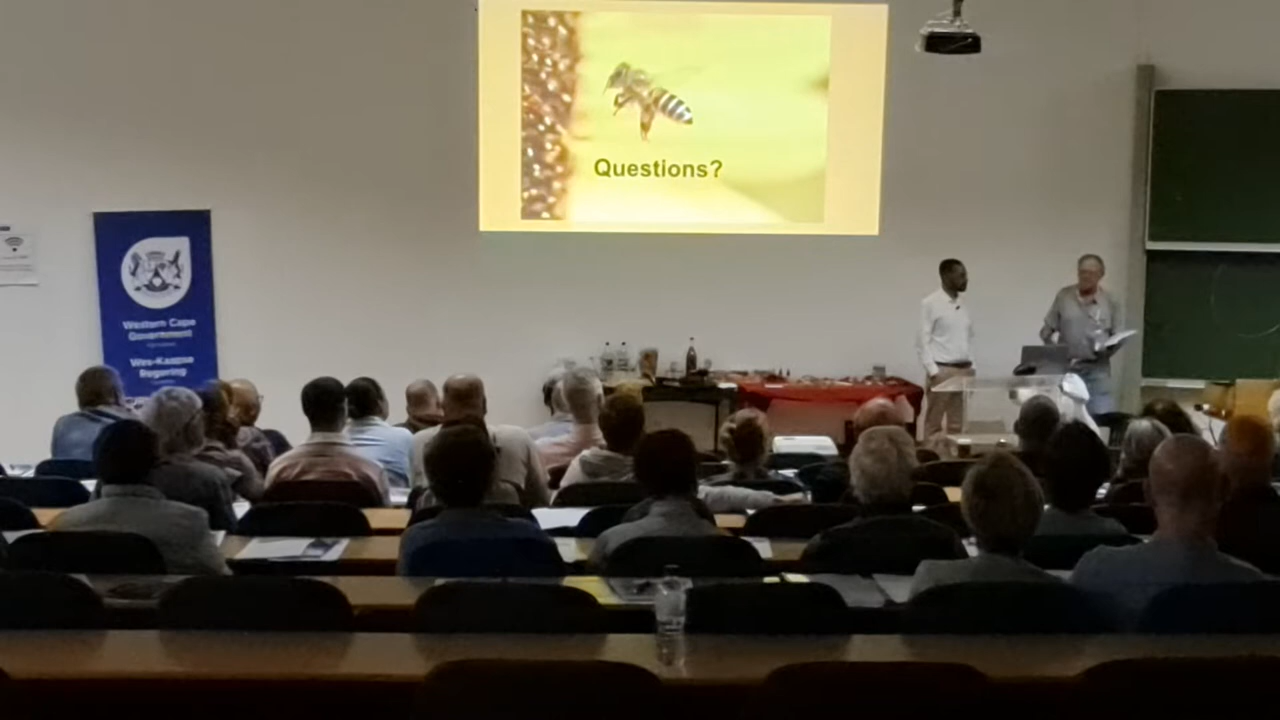 Questions?
Western Cape
Government
Wes-Kaapse
Regering